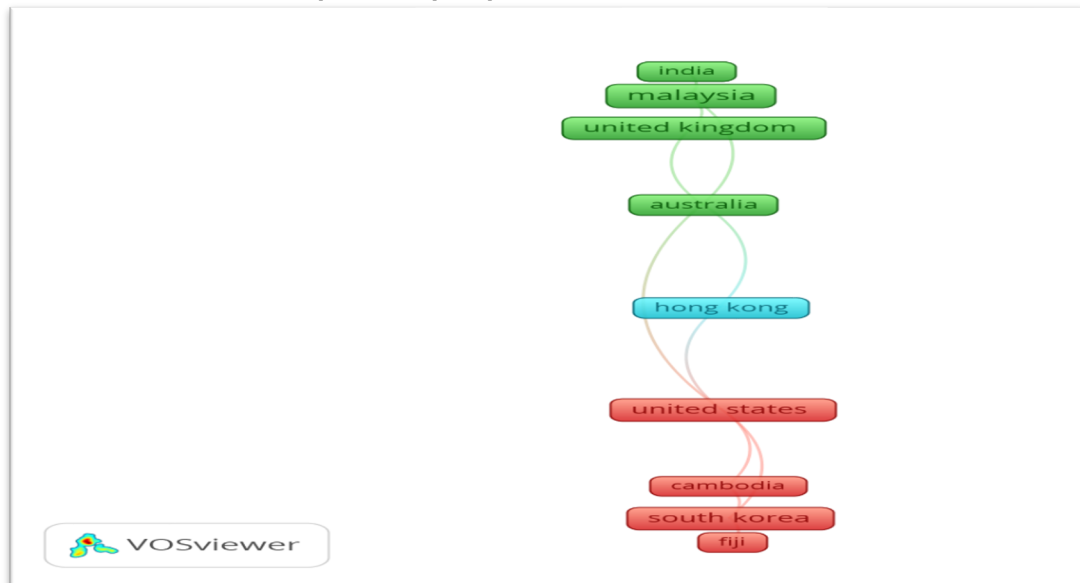 india
malaysia
united kingdom
australia
hong kong
united states
cambodia
south korea
fiji
VOSviewer